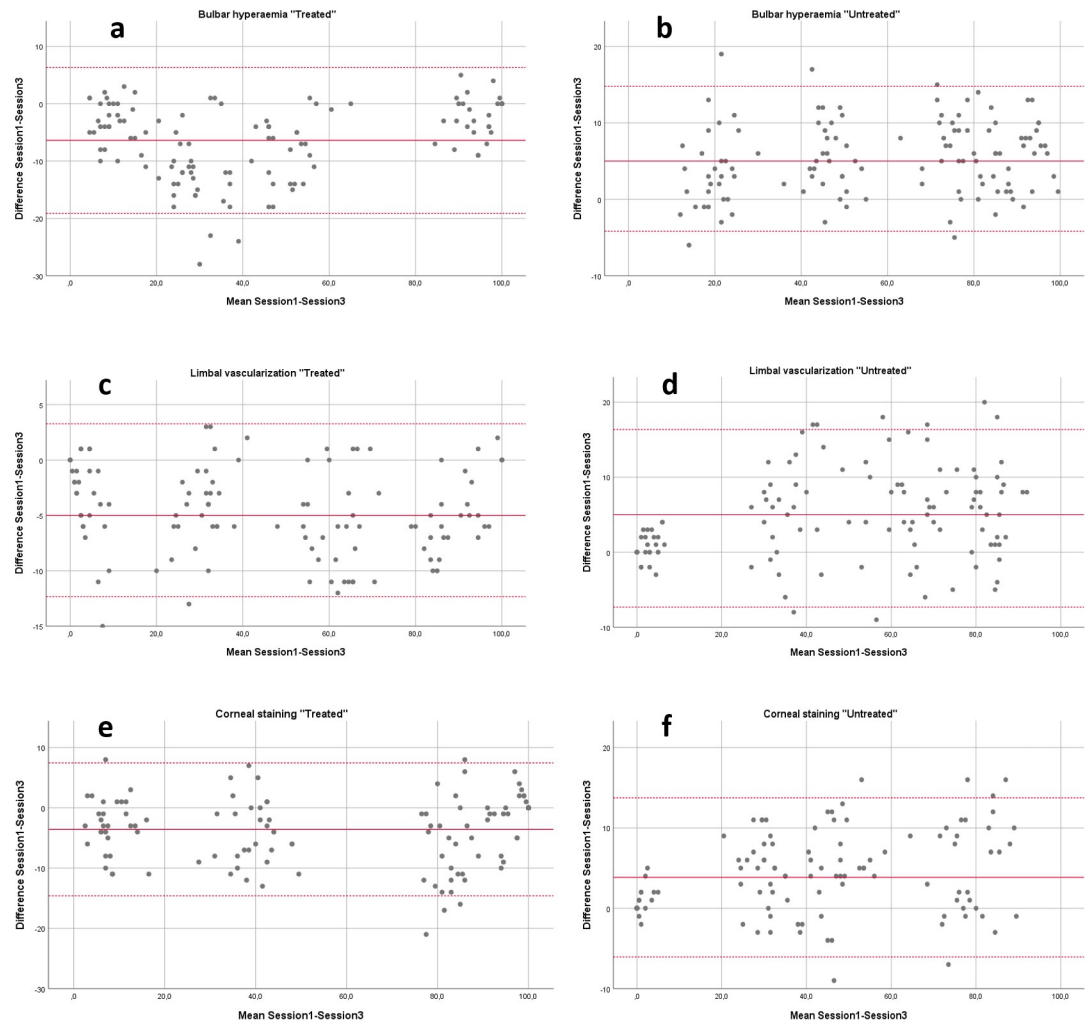 Bulbar hyperaemia "Treated"
a
Difference Session1-Session3
10
0
-10
-20
-30
,0 20,0 40,0 60,0 80,0 100,0
Mean Session1-Session3
Bulbar hyperaemia "Untreated"
b
Difference Session1-Session3
20
10
0
-10
,0 20,0 40,0 60,0 80,0 100,0
Mean Session1-Session3
Limbal vascularization "Treated"
c
Difference Session1-Session3
5
0
-5
-10
-15
,0 20,0 40,0 60,0 80,0 100,0
Mean Session1-Session3
Limbal vascularization "Untreated"
d
Difference Session1-Session3
20
10
0
-10
,0 20,0 40,0 60,0 80,0 100,0
Mean Session1-Session3
Corneal staining "Treated"
e
Difference Session1-Session3
10
0
-10
-20
-30
,0 20,0 40,0 60,0 80,0 100,0
Mean Session1-Session3
Corneal staining "Untreated"
f
Difference Session1-Session3
20
10
0
-10
,0 20,0 40,0 60,0 80,0 100,0
Mean Session1-Session3